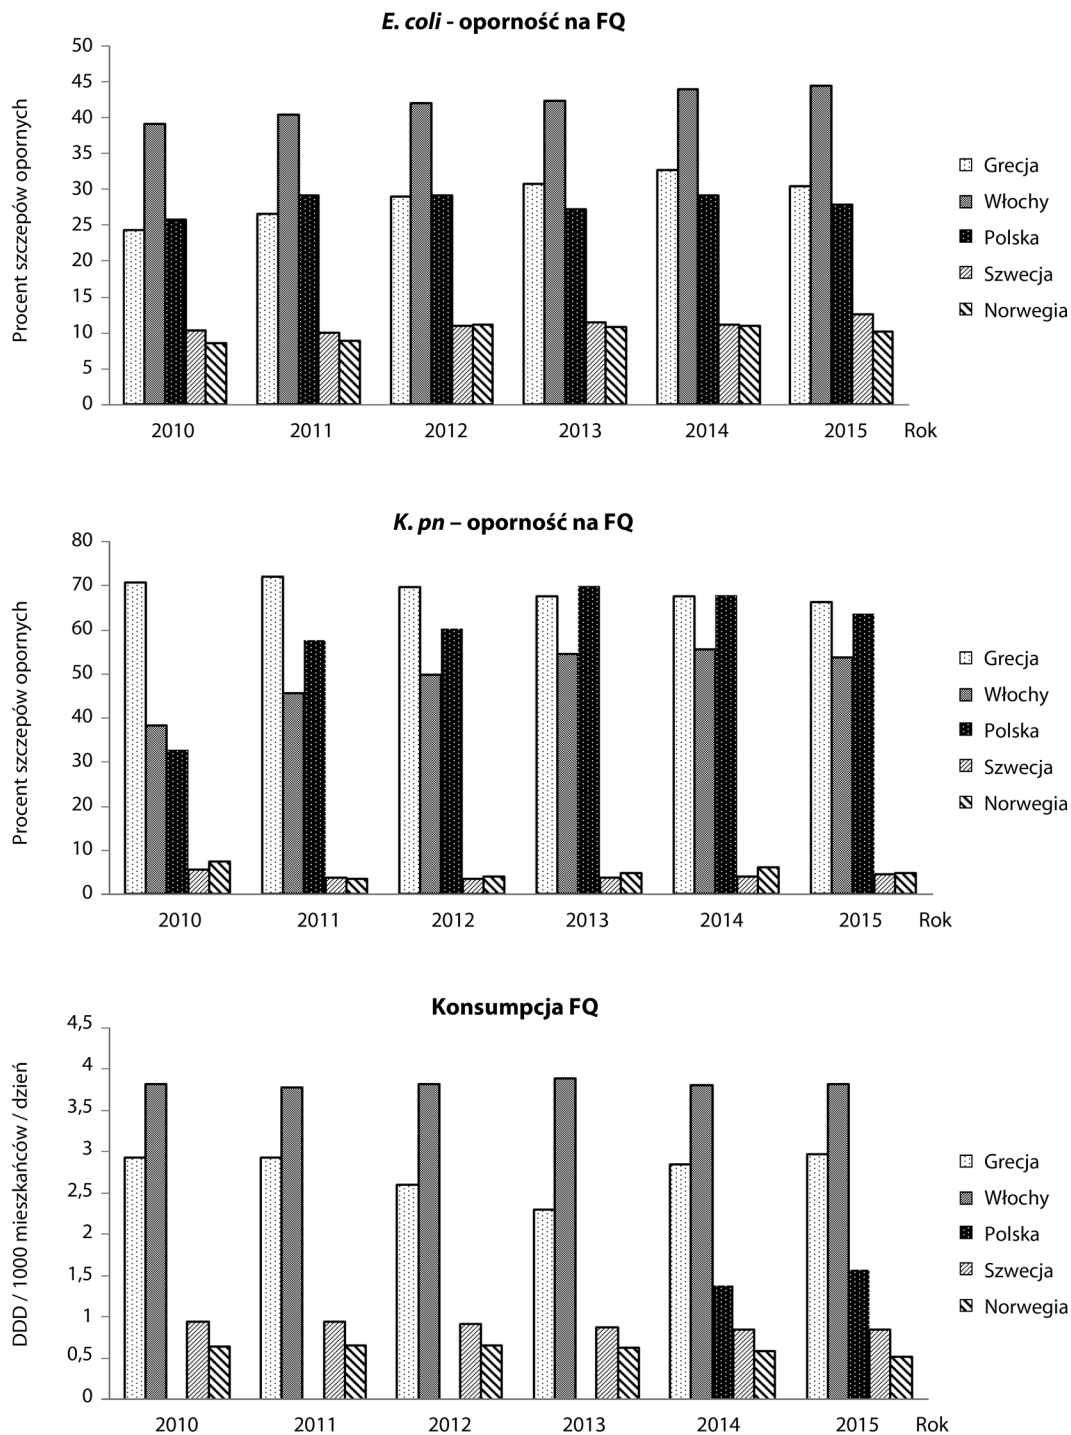 E. coli - oporność na FQ
Procent szczepów opornych
50
45
40
35
30
25
20
15
10
5
0
2010 2011 2012 2013 2014 2015 Rok
Grecja
Włochy
Polska
Szwecja
Norwegia
K. pn – oporność na FQ
Procent szczepów opornych
80
70
60
50
40
30
20
10
0
2010 2011 2012 2013 2014 2015 Rok
Grecja
Włochy
Polska
Szwecja
Norwegia
Konsumpcja FQ
DDD / 1000 mieszkańców / dzień
4,5
4
3,5
3
2,5
2
1,5
1
0,5
0
2010 2011 2012 2013 2014 2015 Rok
Grecja
Włochy
Polska
Szwecja
Norwegia